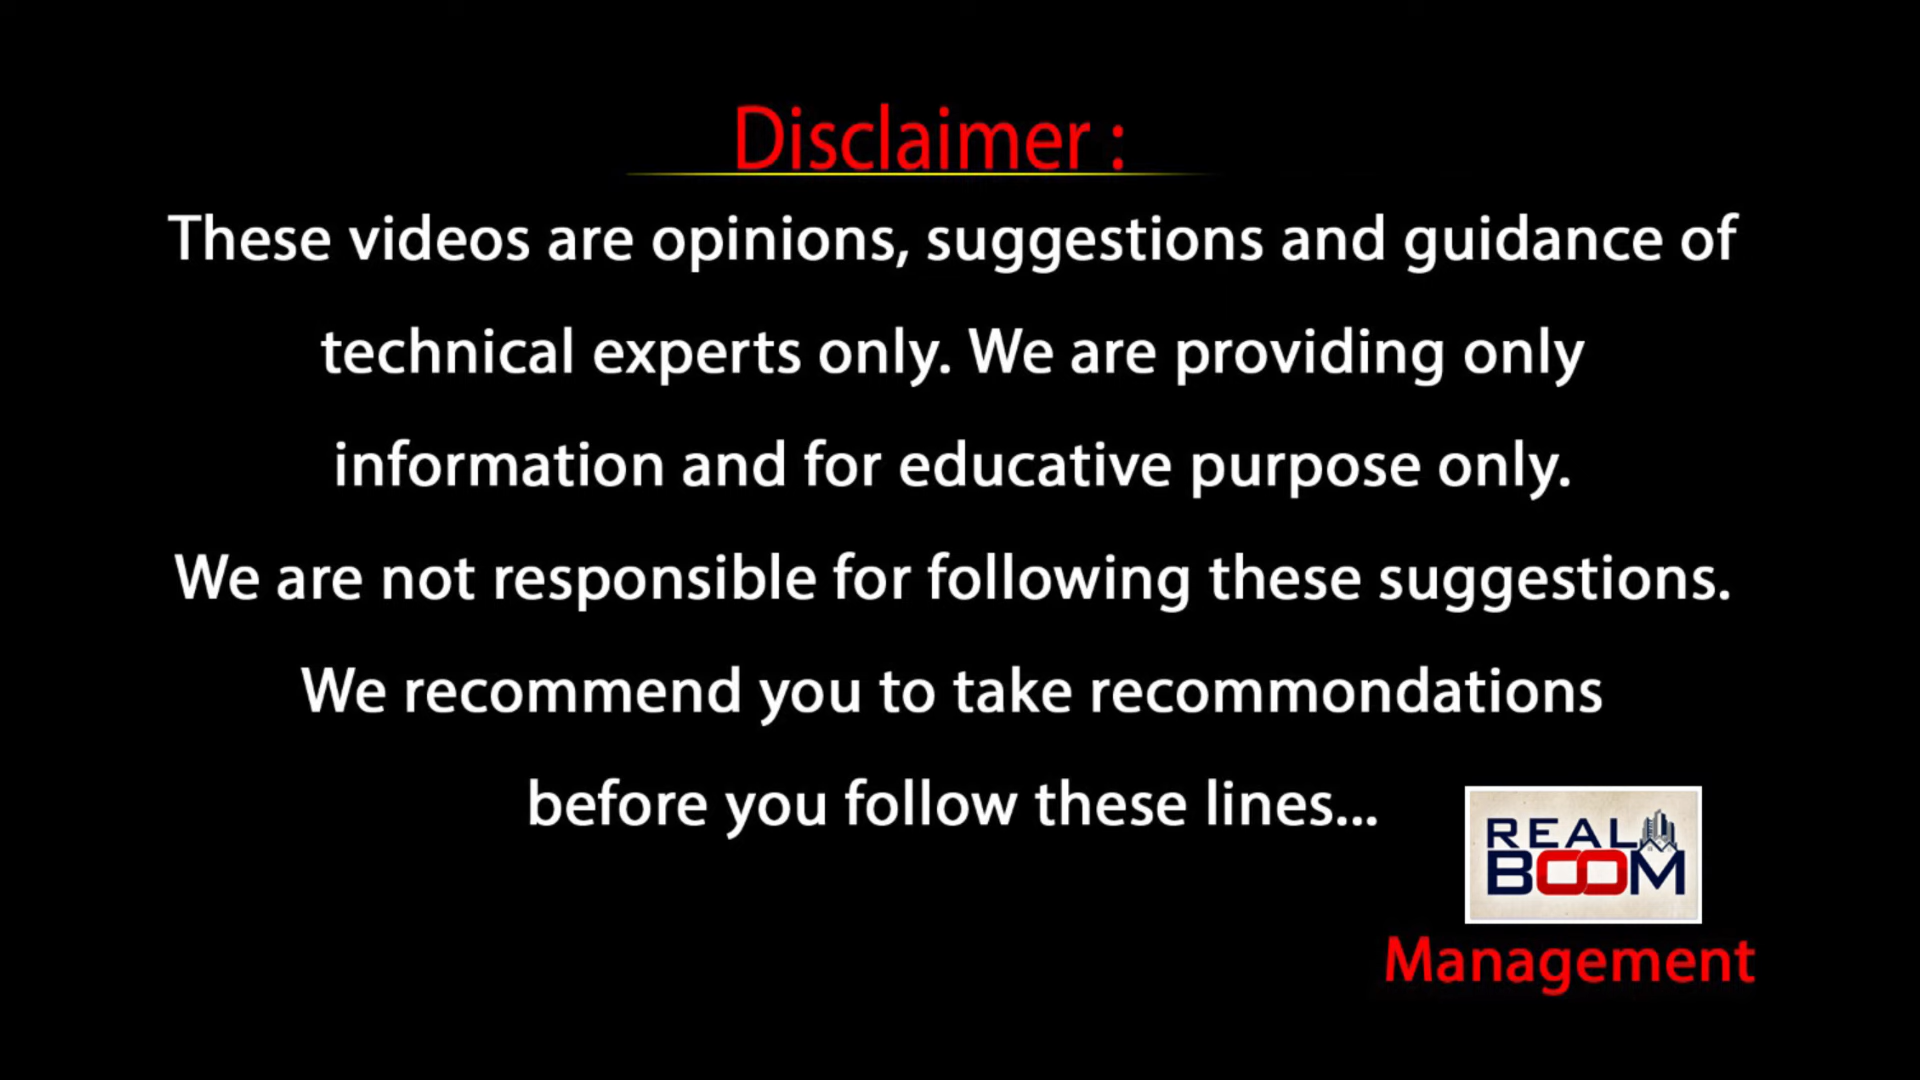 Disclaimer :
These videos are opinions, suggestions and guidance of
technical experts only. We are providing only
information and for educative purpose only.
We are not responsible for following these suggestions.
We recommend you to take recommondations
before you follow these lines...
REAL
BOOM
Management